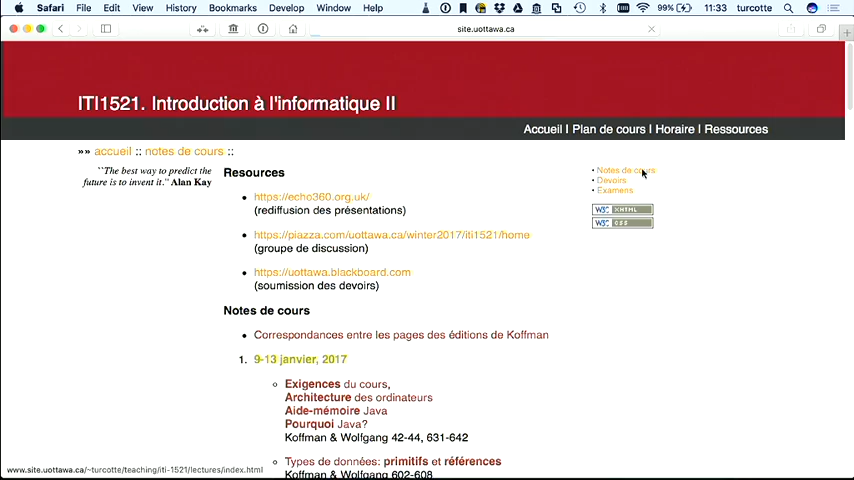 Safari File Edit View History Bookmarks Develop Window Help 99% 11:33 turcotte
site.uottawa.ca
ITI1521. Introduction à l'informatique II
Accueil | Plan de cours | Horaire | Ressources
»» accueil :: notes de cours ::
``The best way to predict the
future is to invent it.'' Alan Kay
Resources
• https://echo360.org.uk/
(rediffusion des présentations)
• https://piazza.com/uottawa.ca/winter2017/iti1521/home
(groupe de discussion)
• https://uottawa.blackboard.com
(soumission des devoirs)
• Notes de cours
• Devoirs
• Examens
W3C XHTML
W3C CSS
Notes de cours
• Correspondances entre les pages des éditions de Koffman
1. 9-13 janvier, 2017
Exigences du cours,
Architecture des ordinateurs
Aide-mémoire Java
Pourquoi Java?
Koffman & Wolfgang 42-44, 631-642
Types de données: primitifs et références
Koffman & Wolfgang 602-608
www.site.uottawa.ca/~turcotte/teaching/iti-1521/lectures/index.html